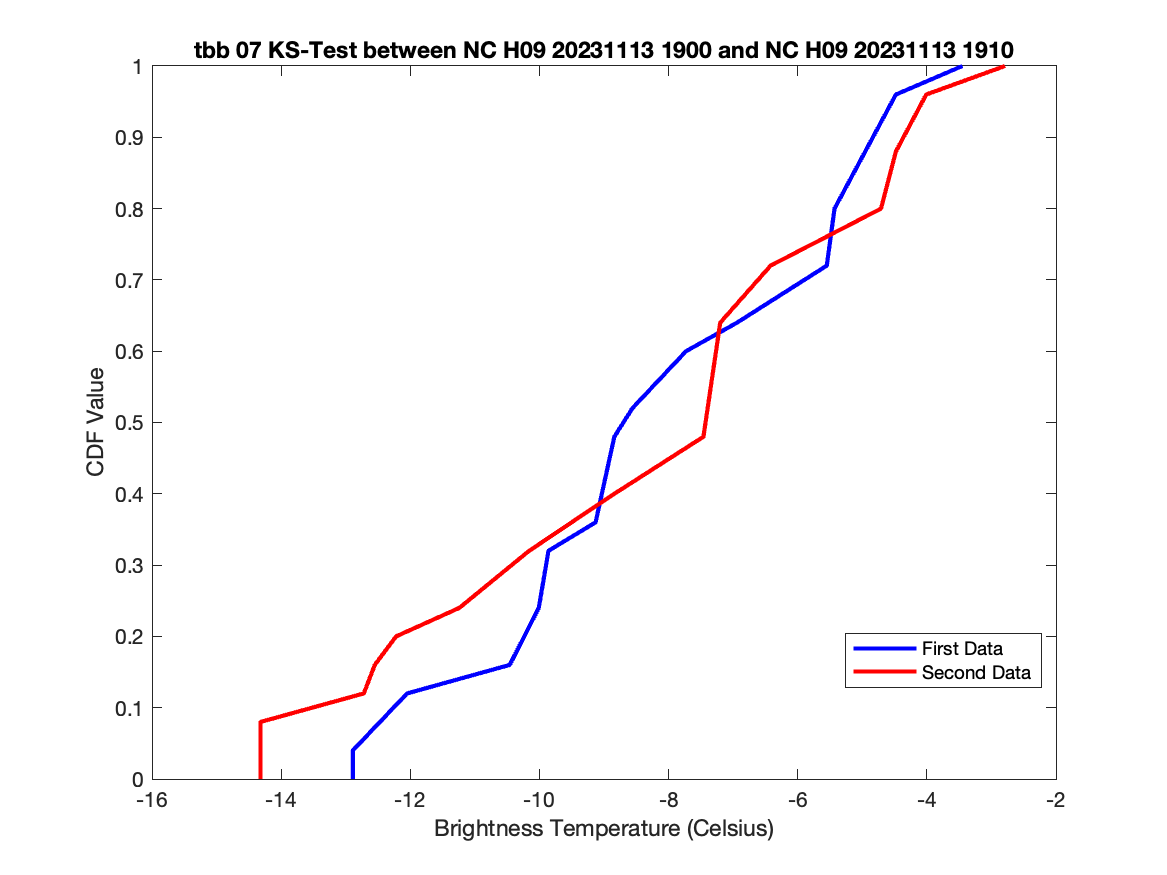 tbb 07 KS-Test between NC H09 20231113 1900 and NC H09 20231113 1910
1
0.9
0.8
0.7
0.6
0.5
0.4
0.3
0.2
0.1
0
CDF Value
First Data
Second Data
-16 -14 -12 -10 -8 -6 -4 -2
Brightness Temperature (Celsius)